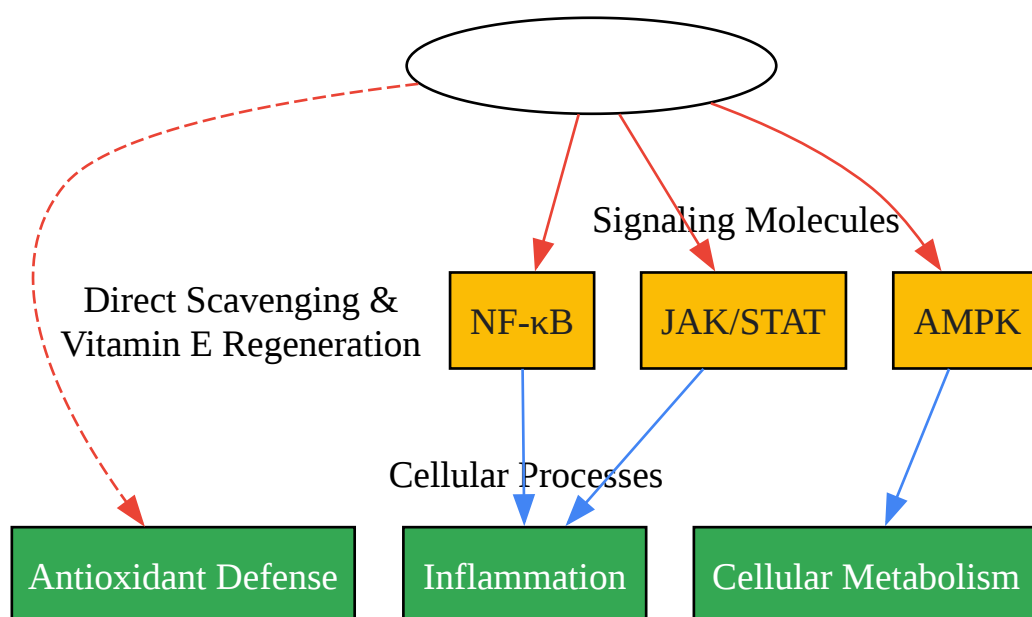 Signaling Molecules
Direct Scavenging &
Vitamin E Regeneration
NF-κB
JAK/STAT
AMPK
Cellular Processes
Antioxidant Defense
Inflammation
Cellular Metabolism